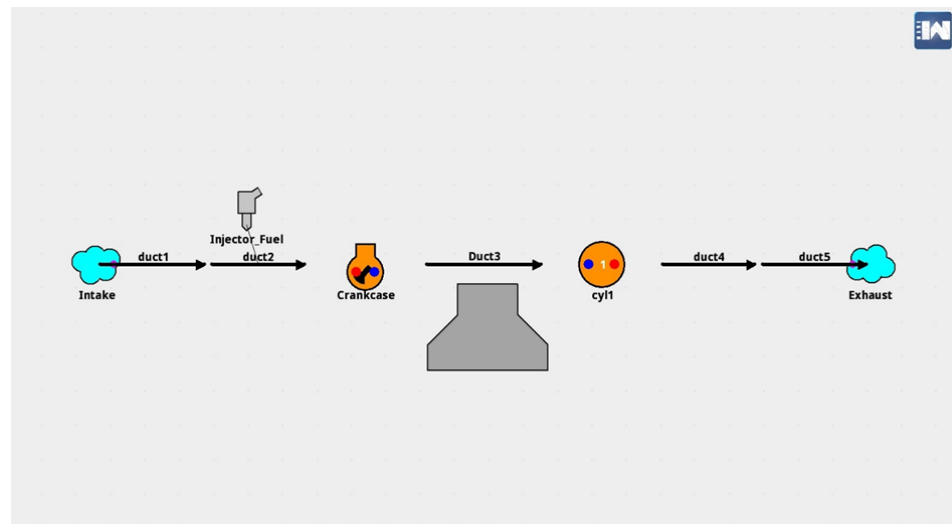 Injector_Fuel
duct1
duct2
Duct3
duct4
duct5
Intake
Crankcase
1
cyl1
Exhaust